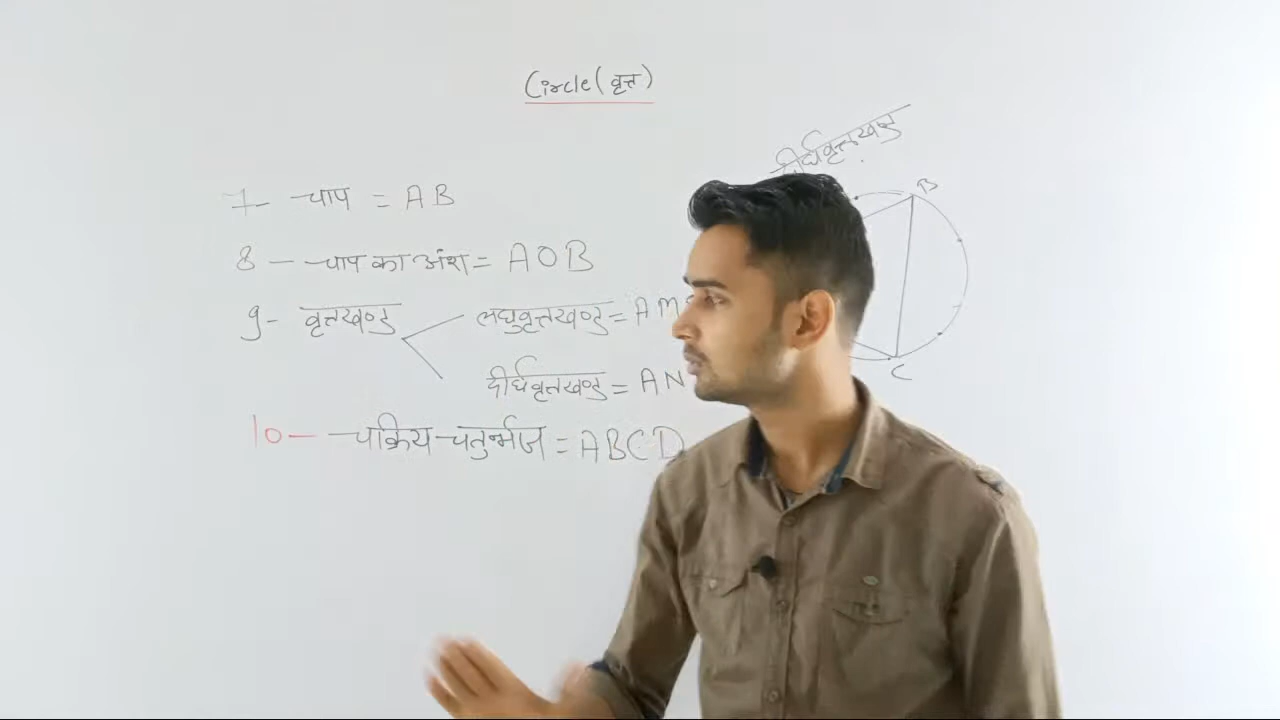 Circle (वृत्त)
दीर्घवृत्तखण्ड
B
7- चाप = AB
8 - चाप का अंश = AOB
9- वृत्तखण्ड
लघुवृत्तखण्ड = AM
दीर्घवृत्तखण्ड = AN
C
10 - चक्रिय चतुर्भुज = ABCD